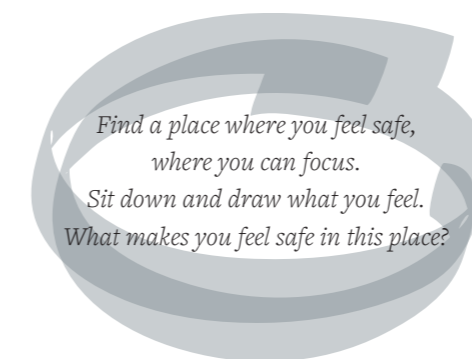 Find a place where you feel safe,
where you can focus.
Sit down and draw what you feel.
What makes you feel safe in this place?